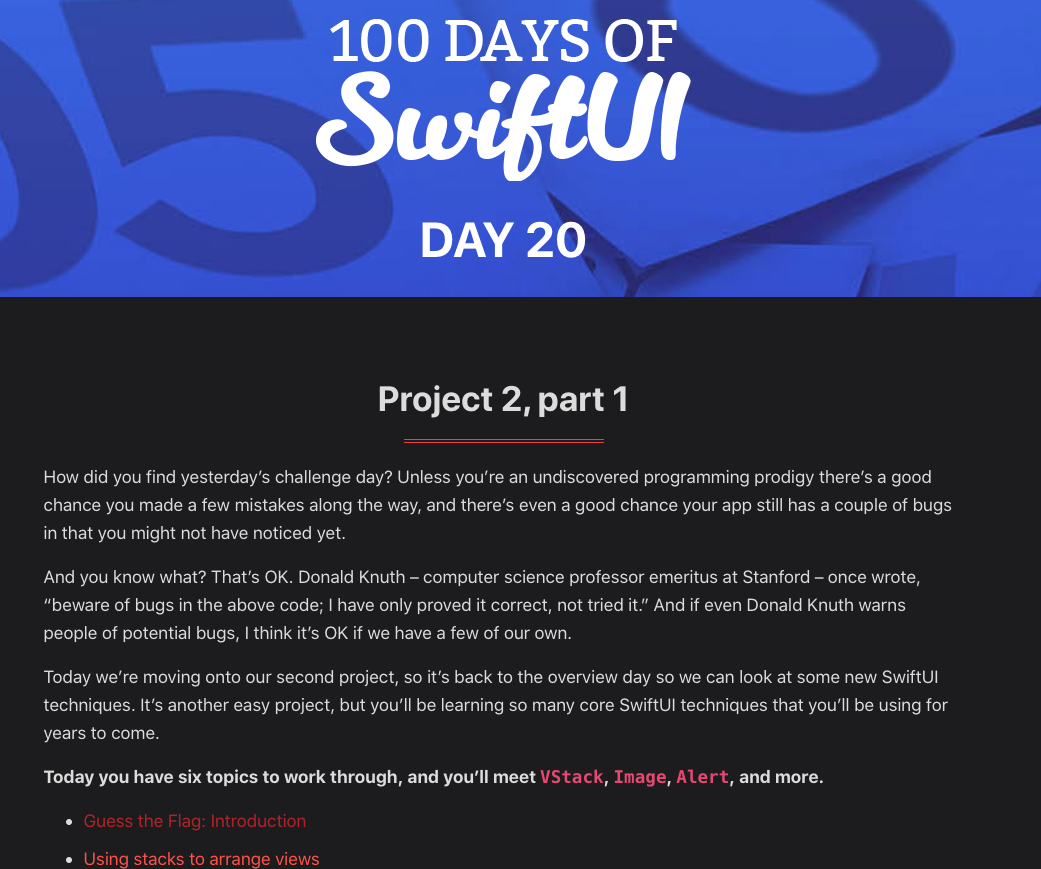 100 DAYS OF
SwiftUI
DAY 20
Project 2, part 1
How did you find yesterday’s challenge day? Unless you’re an undiscovered programming prodigy there’s a good
chance you made a few mistakes along the way, and there’s even a good chance your app still has a couple of bugs
in that you might not have noticed yet.
And you know what? That’s OK. Donald Knuth – computer science professor emeritus at Stanford – once wrote,
“beware of bugs in the above code; I have only proved it correct, not tried it.” And if even Donald Knuth warns
people of potential bugs, I think it’s OK if we have a few of our own.
Today we’re moving onto our second project, so it’s back to the overview day so we can look at some new SwiftUI
techniques. It’s another easy project, but you’ll be learning so many core SwiftUI techniques that you’ll be using for
years to come.
Today you have six topics to work through, and you’ll meet VStack, Image, Alert, and more.
• Guess the Flag: Introduction
• Using stacks to arrange views